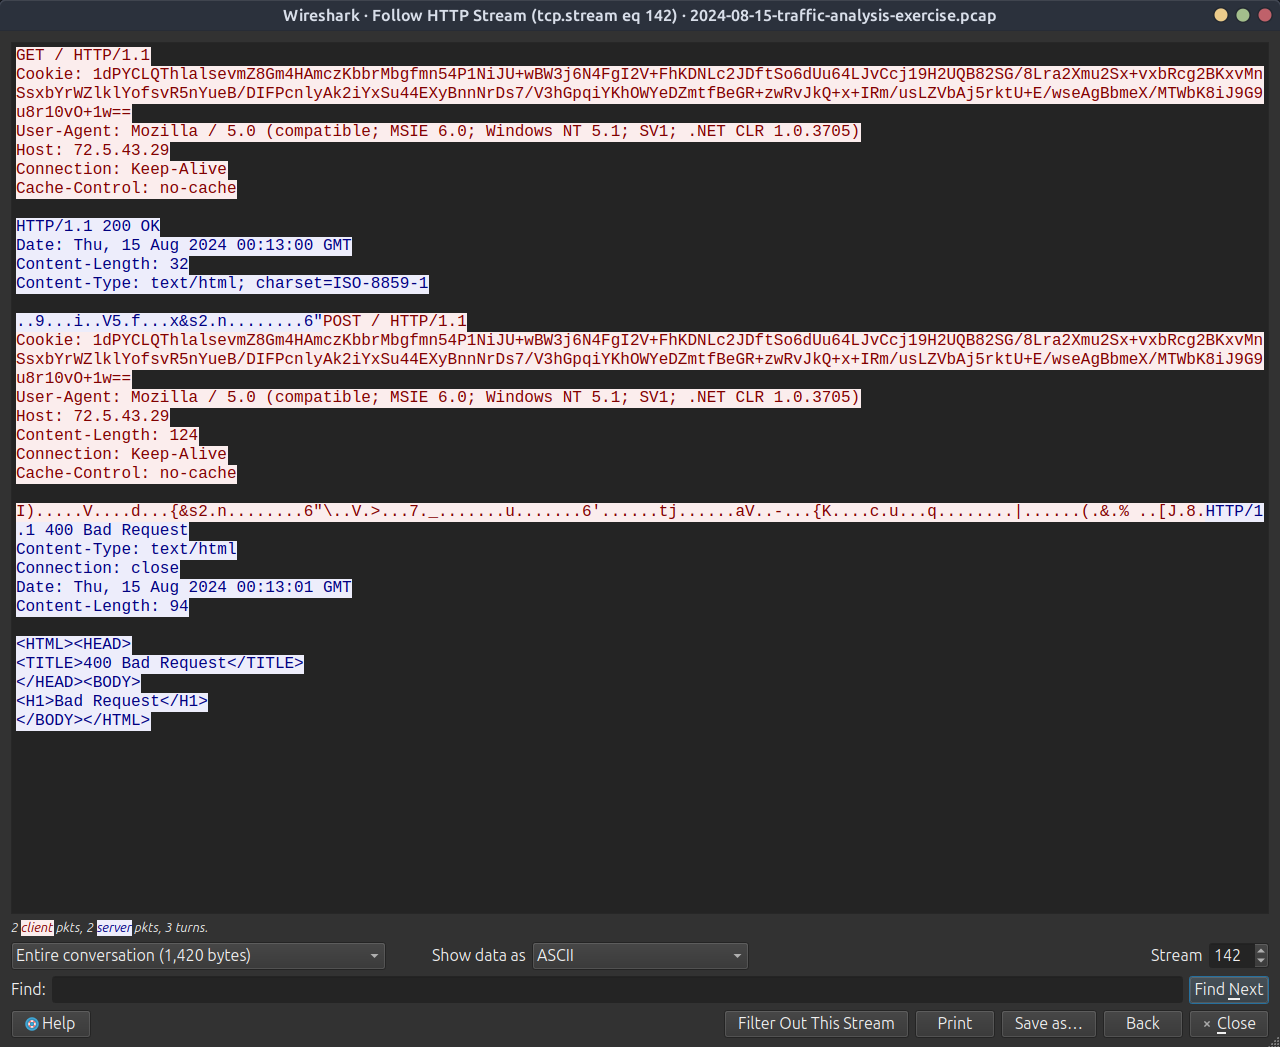 Wireshark · Follow HTTP Stream (tcp.stream eq 142) · 2024-08-15-traffic-analysis-exercise.pcap
GET / HTTP/1.1
Cookie: 1dPYCLQThlalsevmZ8Gm4HAmczKbbrMbgfmn54P1NiJU+wBW3j6N4FgI2V+FhKDNLc2JDftSo6dUu64LJvCcj19H2UQB82SG/8Lra2Xmu2Sx+vxbRcg2BKxvMn
SsxbYrWZlklYofsvR5nYueB/DIFPcnlyAk2iYxSu44EXyBnnNrDs7/V3hGpqiYKhOWYeDZmtfBeGR+zwRvJkQ+x+IRm/usLZVbAj5rktU+E/wseAgBbmeX/MTWbK8iJ9G9
u8r10vO+1w==
User-Agent: Mozilla / 5.0 (compatible; MSIE 6.0; Windows NT 5.1; SV1; .NET CLR 1.0.3705)
Host: 72.5.43.29
Connection: Keep-Alive
Cache-Control: no-cache
HTTP/1.1 200 OK
Date: Thu, 15 Aug 2024 00:13:00 GMT
Content-Length: 32
Content-Type: text/html; charset=ISO-8859-1
..9...i..V5.f...x&s2.n........6"POST / HTTP/1.1
Cookie: 1dPYCLQThlalsevmZ8Gm4HAmczKbbrMbgfmn54P1NiJU+wBW3j6N4FgI2V+FhKDNLc2JDftSo6dUu64LJvCcj19H2UQB82SG/8Lra2Xmu2Sx+vxbRcg2BKxvMn
SsxbYrWZlklYofsvR5nYueB/DIFPcnlyAk2iYxSu44EXyBnnNrDs7/V3hGpqiYKhOWYeDZmtfBeGR+zwRvJkQ+x+IRm/usLZVbAj5rktU+E/wseAgBbmeX/MTWbK8iJ9G9
u8r10vO+1w==
User-Agent: Mozilla / 5.0 (compatible; MSIE 6.0; Windows NT 5.1; SV1; .NET CLR 1.0.3705)
Host: 72.5.43.29
Content-Length: 124
Connection: Keep-Alive
Cache-Control: no-cache
I).....V....d...{&s2.n........6"\..V.>...7._.......u.......6'......tj......aV..-...{K....c.u...q........|......(.&.% ..[J.8.HTTP/1
.1 400 Bad Request
Content-Type: text/html
Connection: close
Date: Thu, 15 Aug 2024 00:13:01 GMT
Content-Length: 94
<HTML><HEAD>
<TITLE>400 Bad Request</TITLE>
</HEAD><BODY>
<H1>Bad Request</H1>
</BODY></HTML>
2 client pkts, 2 server pkts, 3 turns.
Entire conversation (1,420 bytes) Show data as ASCII Stream 142
Find: Find Next
Help Filter Out This Stream Print Save as… Back × Close